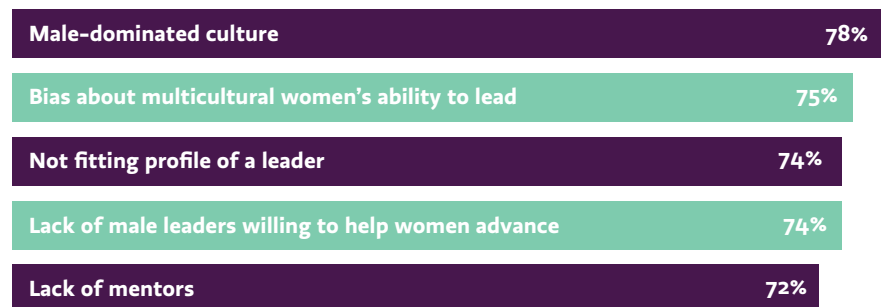 Male-dominated culture 78%
Bias about multicultural women's ability to lead 75%
Not fitting profile of a leader 74%
Lack of male leaders willing to help women advance 74%
Lack of mentors 72%